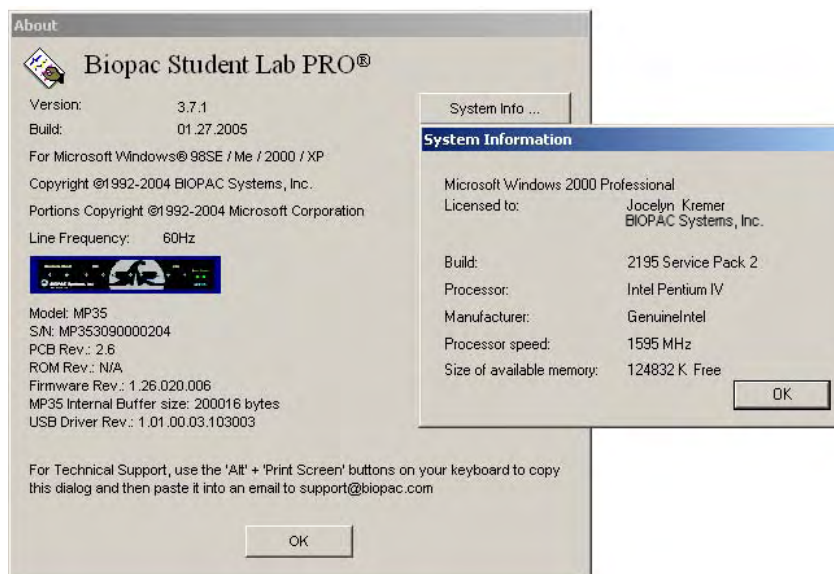 About
Biopac Student Lab PRO®
Version: 3.7.1
Build: 01.27.2005
For Microsoft Windows® 98SE / Me / 2000 / XP
Copyright ©1992-2004 BIOPAC Systems, Inc.
Portions Copyright ©1992-2004 Microsoft Corporation
Line Frequency: 60Hz
Model: MP35
S/N: MP353090000204
PCB Rev.: 2.6
ROM Rev.: N/A
Firmware Rev.: 1.26.020.006
MP35 Internal Buffer size: 200016 bytes
USB Driver Rev.: 1.01.00.03.103003
For Technical Support, use the 'Alt' + 'Print Screen' buttons on your keyboard to copy
this dialog and then paste it into an email to support@biopac.com
OK
System Info ...
System Information
Microsoft Windows 2000 Professional
Licensed to: Jocelyn Kremer
BIOPAC Systems, Inc.
Build: 2195 Service Pack 2
Processor: Intel Pentium IV
Manufacturer: GenuineIntel
Processor speed: 1595 MHz
Size of available memory: 124832 K Free
OK